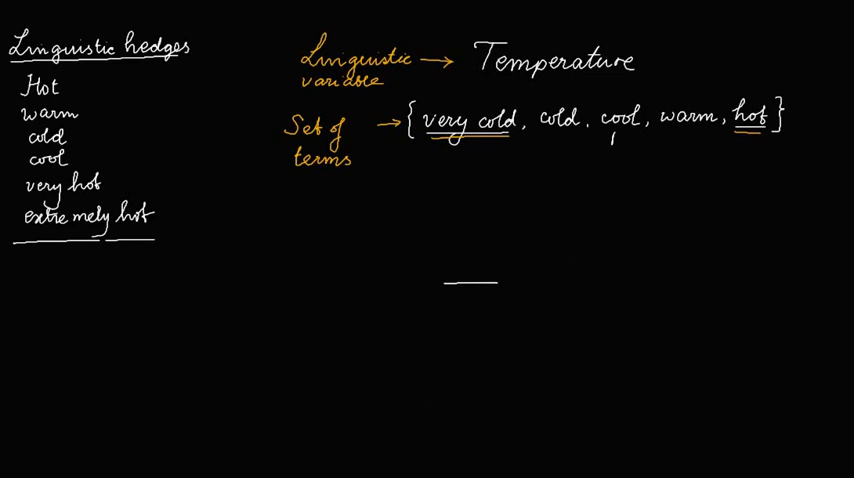 Linguistic hedges
Hot
warm
cold
cool
very hot
extremely hot
Linguistic variable → Temperature
Set of terms → { very cold, cold, cool, warm, hot }